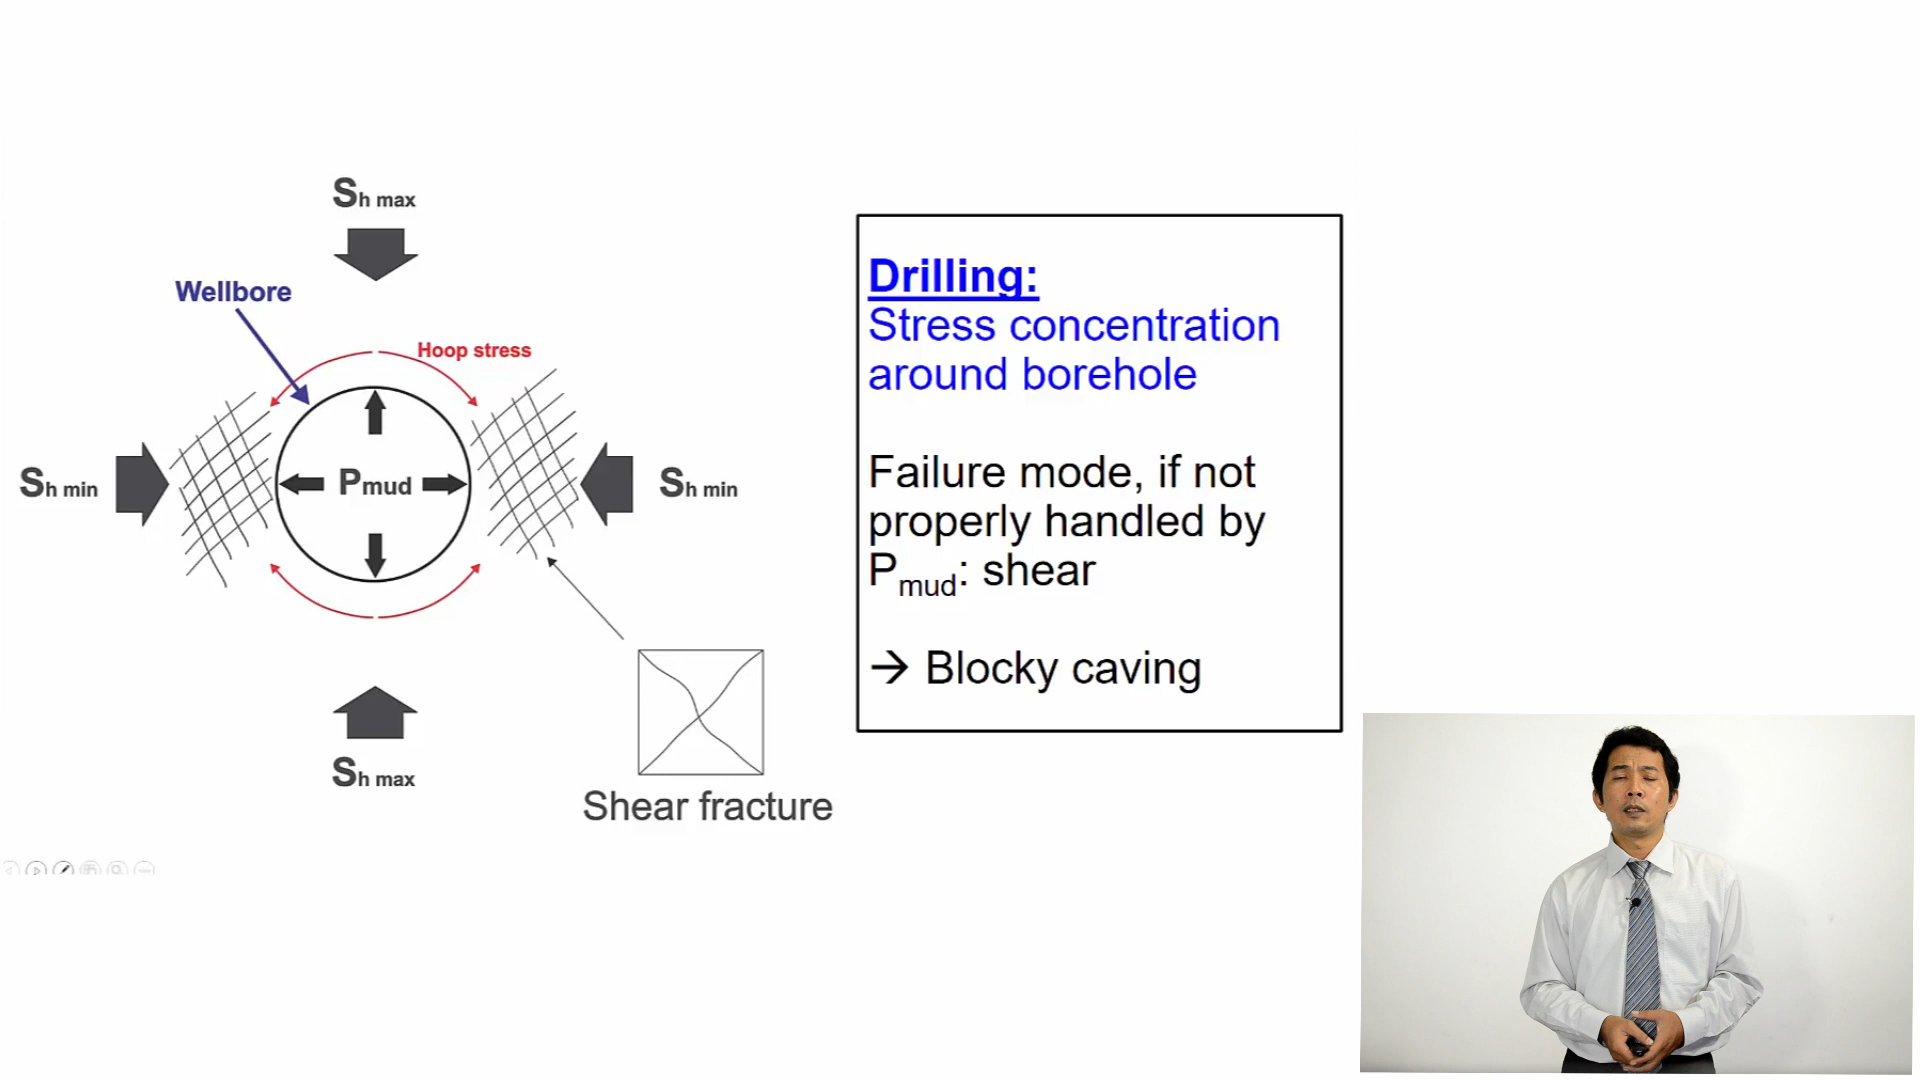 Sh max
Wellbore
Hoop stress
Sh min
Pmud
Sh min
Sh max
Shear fracture
Drilling:
Stress concentration
around borehole
Failure mode, if not
properly handled by
Pmud: shear
→ Blocky caving